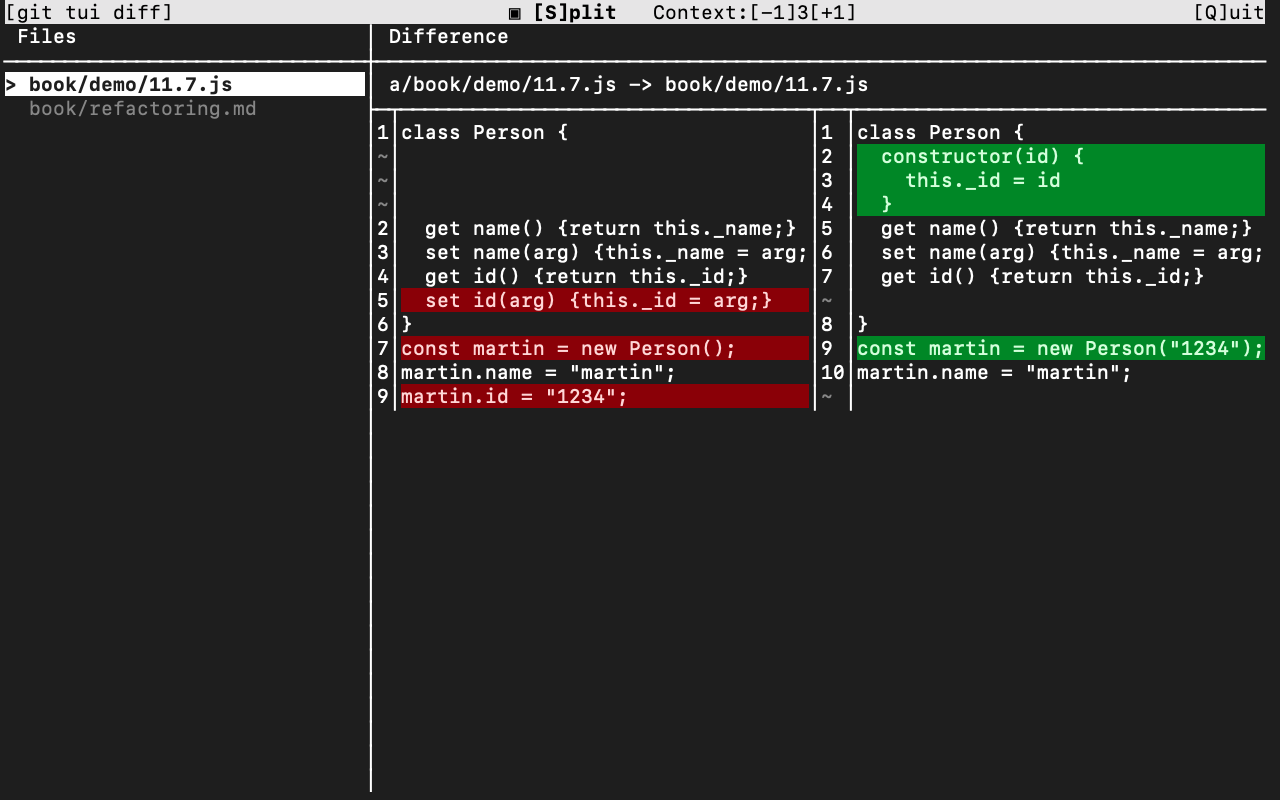 [git tui diff] ▣ [S]plit Context:[-1]3[+1] [Q]uit
Files
> book/demo/11.7.js
book/refactoring.md
Difference
a/book/demo/11.7.js -> book/demo/11.7.js
1 class Person {
~
~
~
2   get name() {return this._name;}
3   set name(arg) {this._name = arg;
4   get id() {return this._id;}
5   set id(arg) {this._id = arg;}
6 }
7 const martin = new Person();
8 martin.name = "martin";
9 martin.id = "1234";
1 class Person {
2   constructor(id) {
3     this._id = id
4   }
5   get name() {return this._name;}
6   set name(arg) {this._name = arg;
7   get id() {return this._id;}
~
8 }
9 const martin = new Person("1234");
10 martin.name = "martin";
~